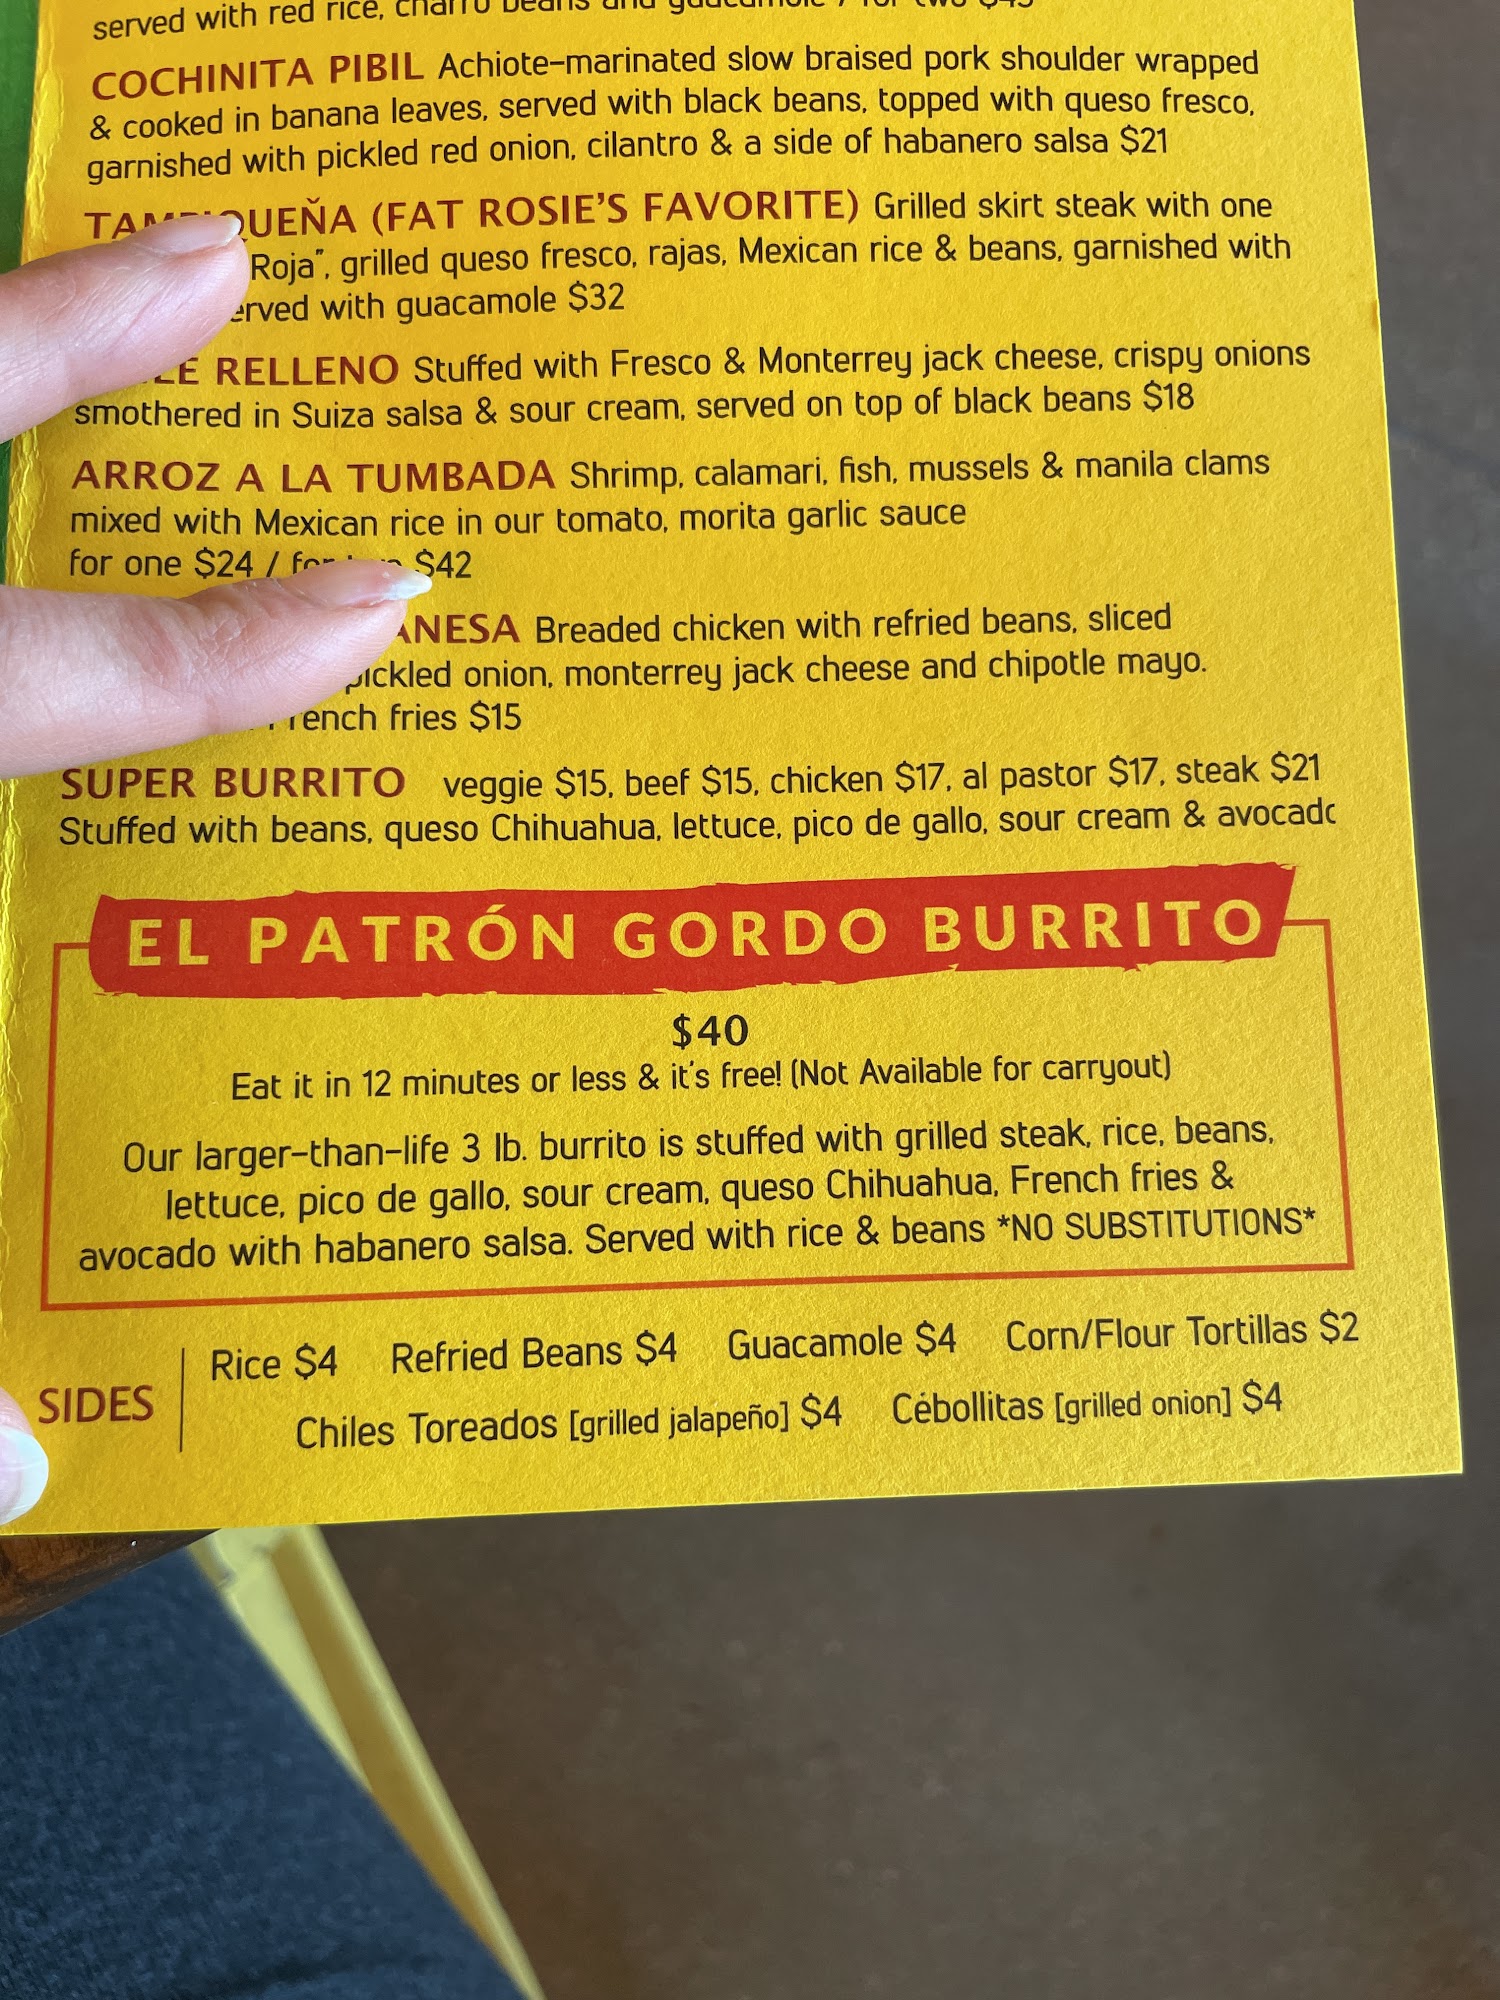 served with red rice, charro beans and guacamole / for two $45
COCHINITA PIBIL Achiote-marinated slow braised pork shoulder wrapped
& cooked in banana leaves, served with black beans, topped with queso fresco,
garnished with pickled red onion, cilantro & a side of habanero salsa $21
(FAT ROSIE'S FAVORITE) Grilled skirt steak with one
Roja", grilled queso fresco, rajas, Mexican rice & beans, garnished with
with guacamole $32
RELLENO Stuffed with Fresco & Monterrey jack cheese, crispy onions
smothered in Suiza salsa & sour cream, served on top of black beans $18
ARROZ A LA TUMBADA Shrimp, calamari, fish, mussels & manila clams
mixed with Mexican rice in our tomato, morita garlic sauce
for one $24 / for two $42
Breaded chicken with refried beans, sliced
pickled onion, monterrey jack cheese and chipotle mayo.
French fries $15
SUPER BURRITO veggie $15, beef $15, chicken $17, al pastor $17, steak $21
Stuffed with beans, queso Chihuahua, lettuce, pico de gallo, sour cream & avocado
EL PATRÓN GORDO BURRITO
$40
Eat it in 12 minutes or less & it's free! (Not Available for carryout)
Our larger-than-life 3 lb. burrito is stuffed with grilled steak, rice, beans,
lettuce, pico de gallo, sour cream, queso Chihuahua, French fries &
avocado with habanero salsa. Served with rice & beans *NO SUBSTITUTIONS*
SIDES
Rice $4 Refried Beans $4 Guacamole $4 Corn/Flour Tortillas $2
Chiles Toreados [grilled jalapeño] $4 Cébollitas [grilled onion] $4